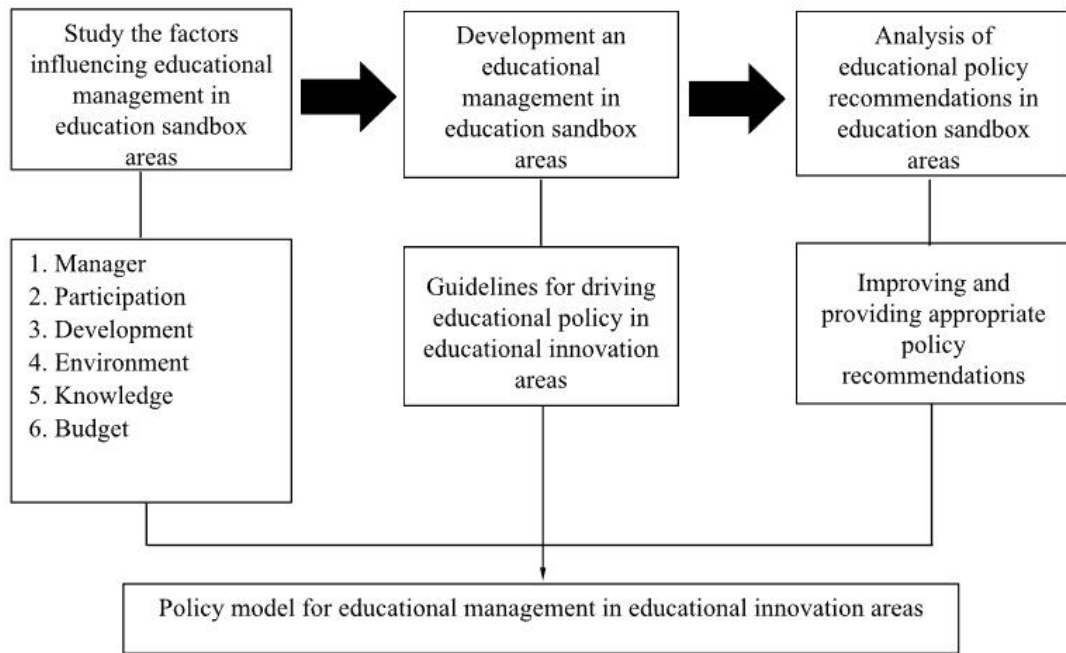 Study the factors
influencing educational
management in
education sandbox
areas
Development an
educational
management in
education sandbox
areas
Analysis of
educational policy
recommendations in
education sandbox
areas
1. Manager
2. Participation
3. Development
4. Environment
5. Knowledge
6. Budget
Guidelines for driving
educational policy in
educational innovation
areas
Improving and
providing appropriate
policy
recommendations
Policy model for educational management in educational innovation areas